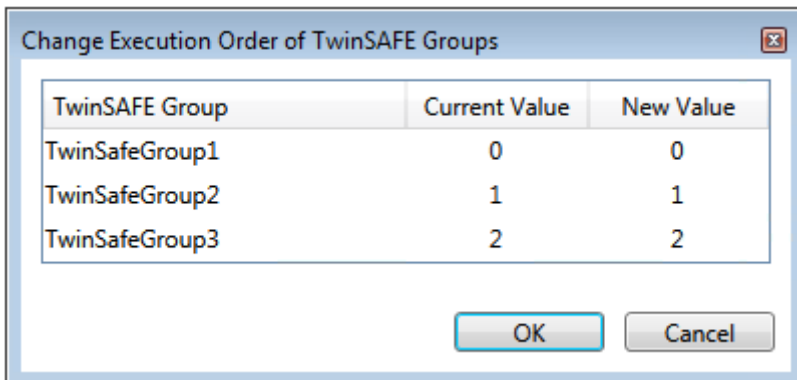 Change Execution Order of TwinSAFE Groups
TwinSAFE Group Current Value New Value
TwinSafeGroup1 0 0
TwinSafeGroup2 1 1
TwinSafeGroup3 2 2
OK Cancel